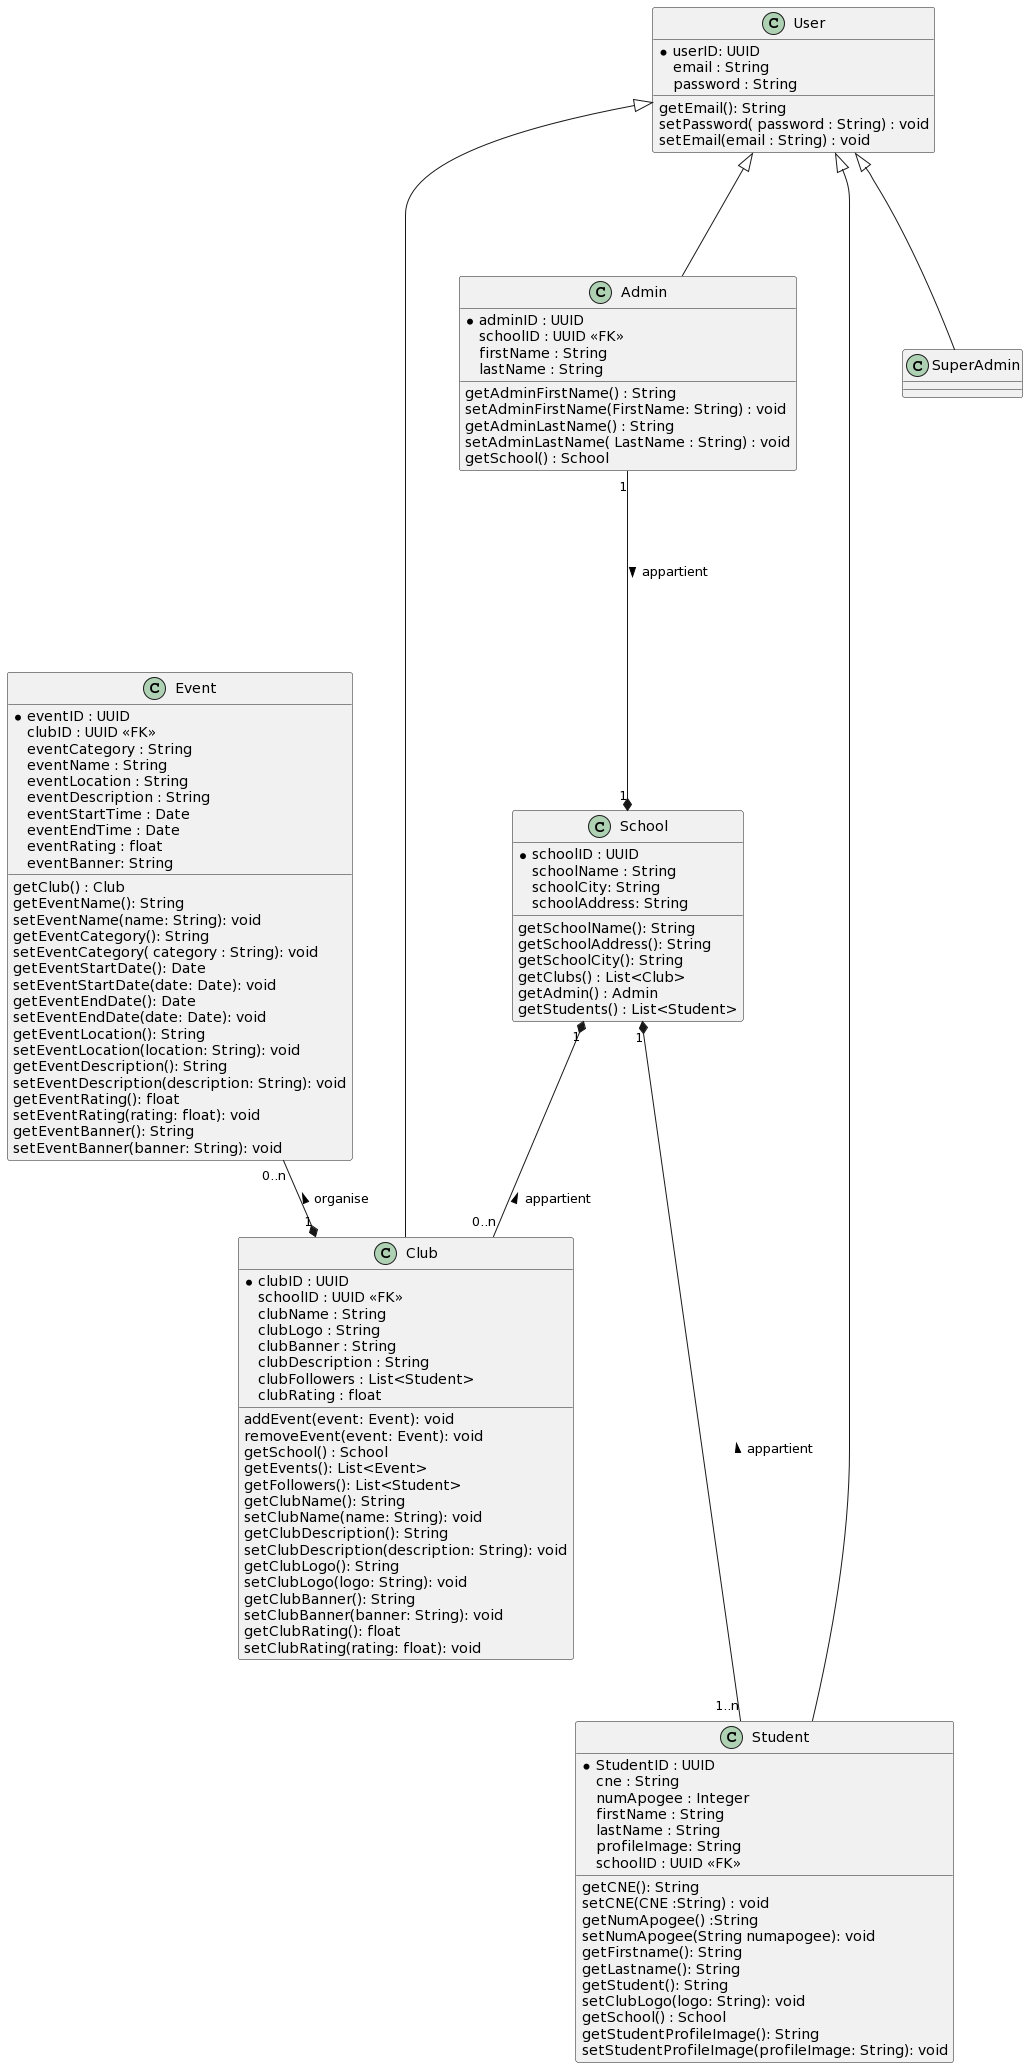 C User
userID: UUID
email : String
password : String
getEmail(): String
setPassword( password : String) : void
setEmail(email : String) : void
C Admin
adminID : UUID
schoolID : UUID «FK»
firstName : String
lastName : String
getAdminFirstName() : String
setAdminFirstName(FirstName: String) : void
getAdminLastName() : String
setAdminLastName( LastName : String) : void
getSchool() : School
C SuperAdmin
1
appartient
1
C Event
eventID : UUID
clubID : UUID «FK»
eventCategory : String
eventName : String
eventLocation : String
eventDescription : String
eventStartTime : Date
eventEndTime : Date
eventRating : float
eventBanner: String
getClub() : Club
getEventName(): String
setEventName(name: String): void
getEventCategory(): String
setEventCategory( category : String): void
getEventStartDate(): Date
setEventStartDate(date: Date): void
getEventEndDate(): Date
setEventEndDate(date: Date): void
getEventLocation(): String
setEventLocation(location: String): void
getEventDescription(): String
setEventDescription(description: String): void
getEventRating(): float
setEventRating(rating: float): void
getEventBanner(): String
setEventBanner(banner: String): void
C School
schoolID : UUID
schoolName : String
schoolCity: String
schoolAddress: String
getSchoolName(): String
getSchoolAddress(): String
getSchoolCity(): String
getClubs() : List<Club>
getAdmin() : Admin
getStudents() : List<Student>
1
1
0..n
organise
1
appartient
0..n
C Club
clubID : UUID
schoolID : UUID «FK»
clubName : String
clubLogo : String
clubBanner : String
clubDescription : String
clubFollowers : List<Student>
clubRating : float
addEvent(event: Event): void
removeEvent(event: Event): void
getSchool() : School
getEvents(): List<Event>
getFollowers(): List<Student>
getClubName(): String
setClubName(name: String): void
getClubDescription(): String
setClubDescription(description: String): void
getClubLogo(): String
setClubLogo(logo: String): void
getClubBanner(): String
setClubBanner(banner: String): void
getClubRating(): float
setClubRating(rating: float): void
appartient
1..n
C Student
StudentID : UUID
cne : String
numApogee : Integer
firstName : String
lastName : String
profileImage: String
schoolID : UUID «FK»
getCNE(): String
setCNE(CNE :String) : void
getNumApogee() :String
setNumApogee(String numapogee): void
getFirstname(): String
getLastname(): String
getStudent(): String
setClubLogo(logo: String): void
getSchool() : School
getStudentProfileImage(): String
setStudentProfileImage(profileImage: String): void